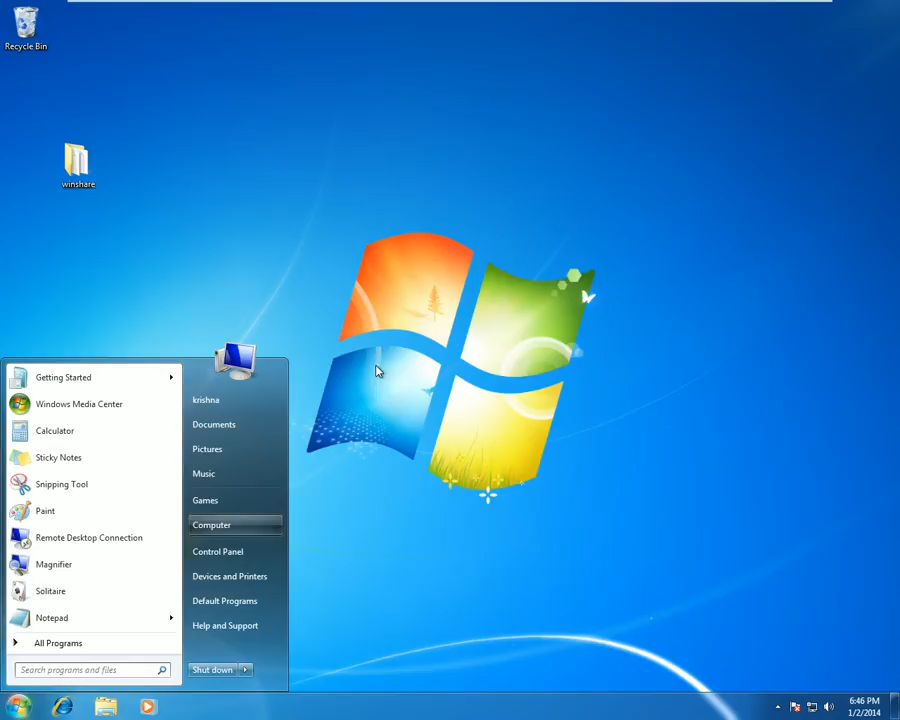 Recycle Bin
winshare
Getting Started
Windows Media Center
Calculator
Sticky Notes
Snipping Tool
Paint
Remote Desktop Connection
Magnifier
Solitaire
Notepad
All Programs
Search programs and files
krishna
Documents
Pictures
Music
Games
Computer
Control Panel
Devices and Printers
Default Programs
Help and Support
Shut down
6:46 PM
1/2/2014